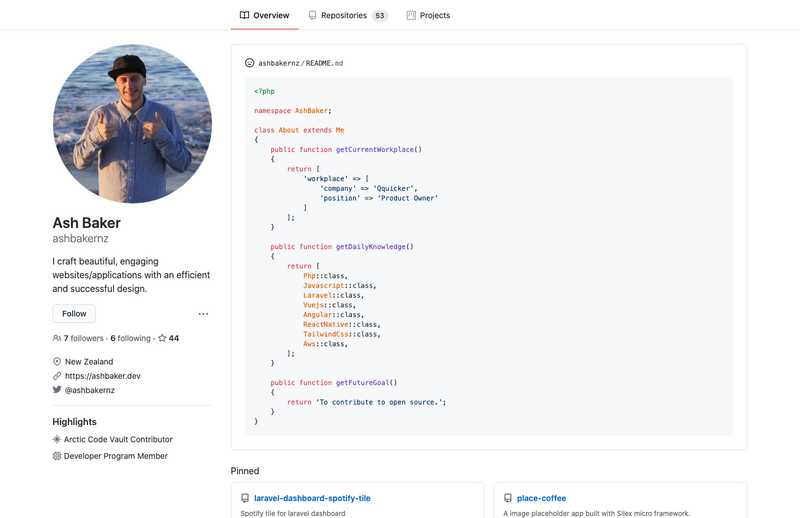 Overview Repositories 53 Projects
Ash Baker
ashbakernz
I craft beautiful, engaging
websites/applications with an efficient
and successful design.
Follow
7 followers · 6 following · 44
New Zealand
https://ashbaker.dev
@ashbakernz
Highlights
Arctic Code Vault Contributor
Developer Program Member
ashbakernz/README.md
<?php
namespace AshBaker;
class About extends Me
{
    public function getCurrentWorkplace()
    {
        return [
            'workplace' => [
                'company' => 'Qquicker',
                'position' => 'Product Owner'
            ]
        ];
    }
    public function getDailyKnowledge()
    {
        return [
            Php::class,
            Javascript::class,
            Laravel::class,
            Vuejs::class,
            Angular::class,
            ReactNative::class,
            TailwindCss::class,
            Aws::class,
        ];
    }
    public function getFutureGoal()
    {
        return 'To contribute to open source.';
    }
}
Pinned
laravel-dashboard-spotify-tile
Spotify tile for laravel dashboard
place-coffee
A image placeholder app built with Silex micro framework.